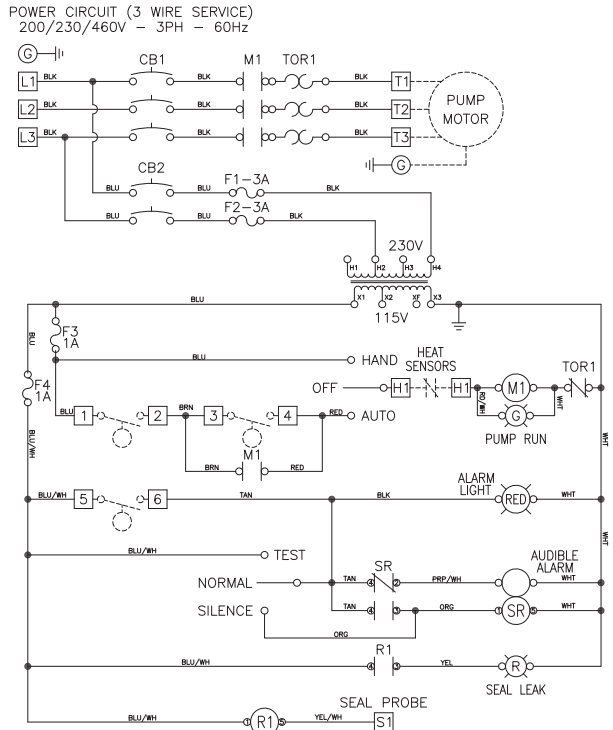 POWER CIRCUIT (3 WIRE SERVICE)
200/230/460V – 3PH – 60Hz
G
CB1 M1 TOR1
L1 BLK BLK BLK BLK T1
L2 BLK BLK BLK BLK T2
L3 BLK BLK BLK BLK T3
PUMP MOTOR
G
CB2
F1-3A
BLU BLU BLK
F2-3A
BLU BLU BLK
230V
H1 H2 H3 H4
X1 X2 XF X3
115V
BLU
BLU
F3 1A
BLU HAND
HEAT SENSORS
TOR1
F4 1A
OFF H1 H1 M1
RD/WH G WHT
PUMP RUN
BLU 1 2 BRN 3 4 RED AUTO
M1
BRN RED
BLU/WH
WHT
ALARM LIGHT
BLU/WH 5 6 TAN BLK RED WHT
WHT
BLU/WH TEST
AUDIBLE ALARM
SR
NORMAL TAN 4 2 PRP/WH WHT
SILENCE TAN 4 3 ORG 1 SR 5 WHT
ORG
R1
BLU/WH 4 3 YEL R
SEAL LEAK
SEAL PROBE
BLU/WH 1 R1 5 YEL/WH S1